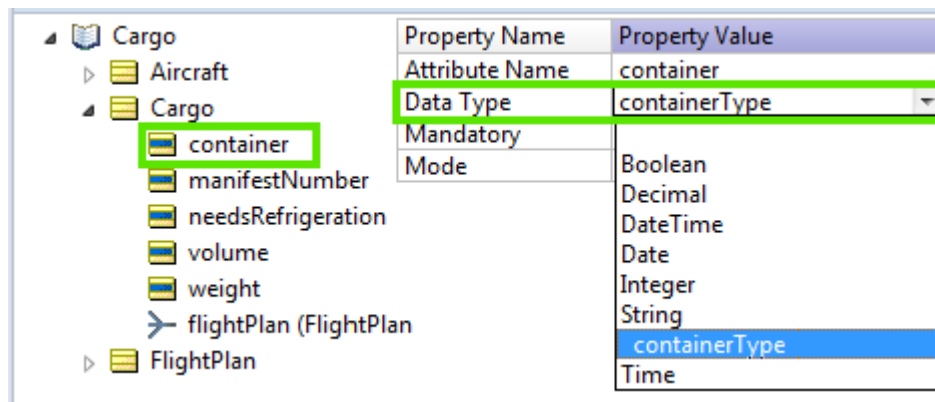 Cargo
Aircraft
Cargo
container
manifestNumber
needsRefrigeration
volume
weight
flightPlan (FlightPlan
FlightPlan
Property Name Property Value
Attribute Name container
Data Type containerType
Mandatory
Mode
Boolean
Decimal
DateTime
Date
Integer
String
containerType
Time